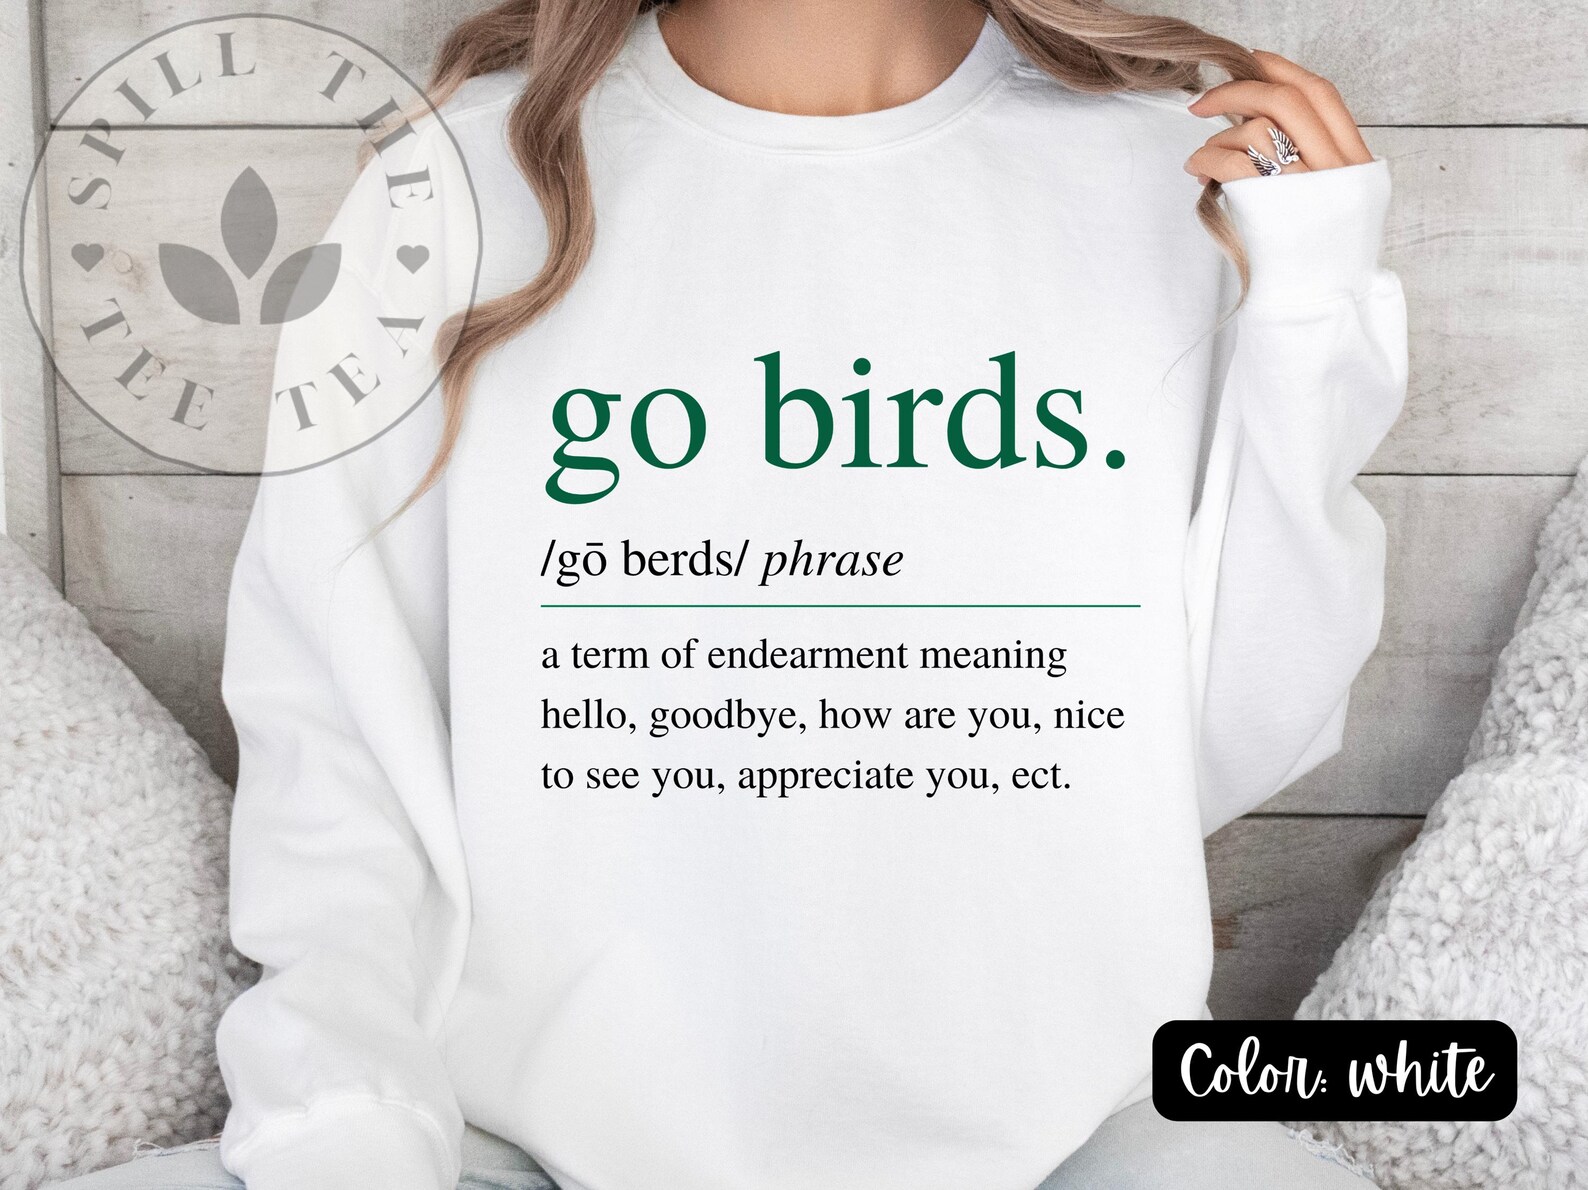 SPILL THE
TEE TEA
go birds.
/gō berds/ phrase
a term of endearment meaning
hello, goodbye, how are you, nice
to see you, appreciate you, ect.
Color: white